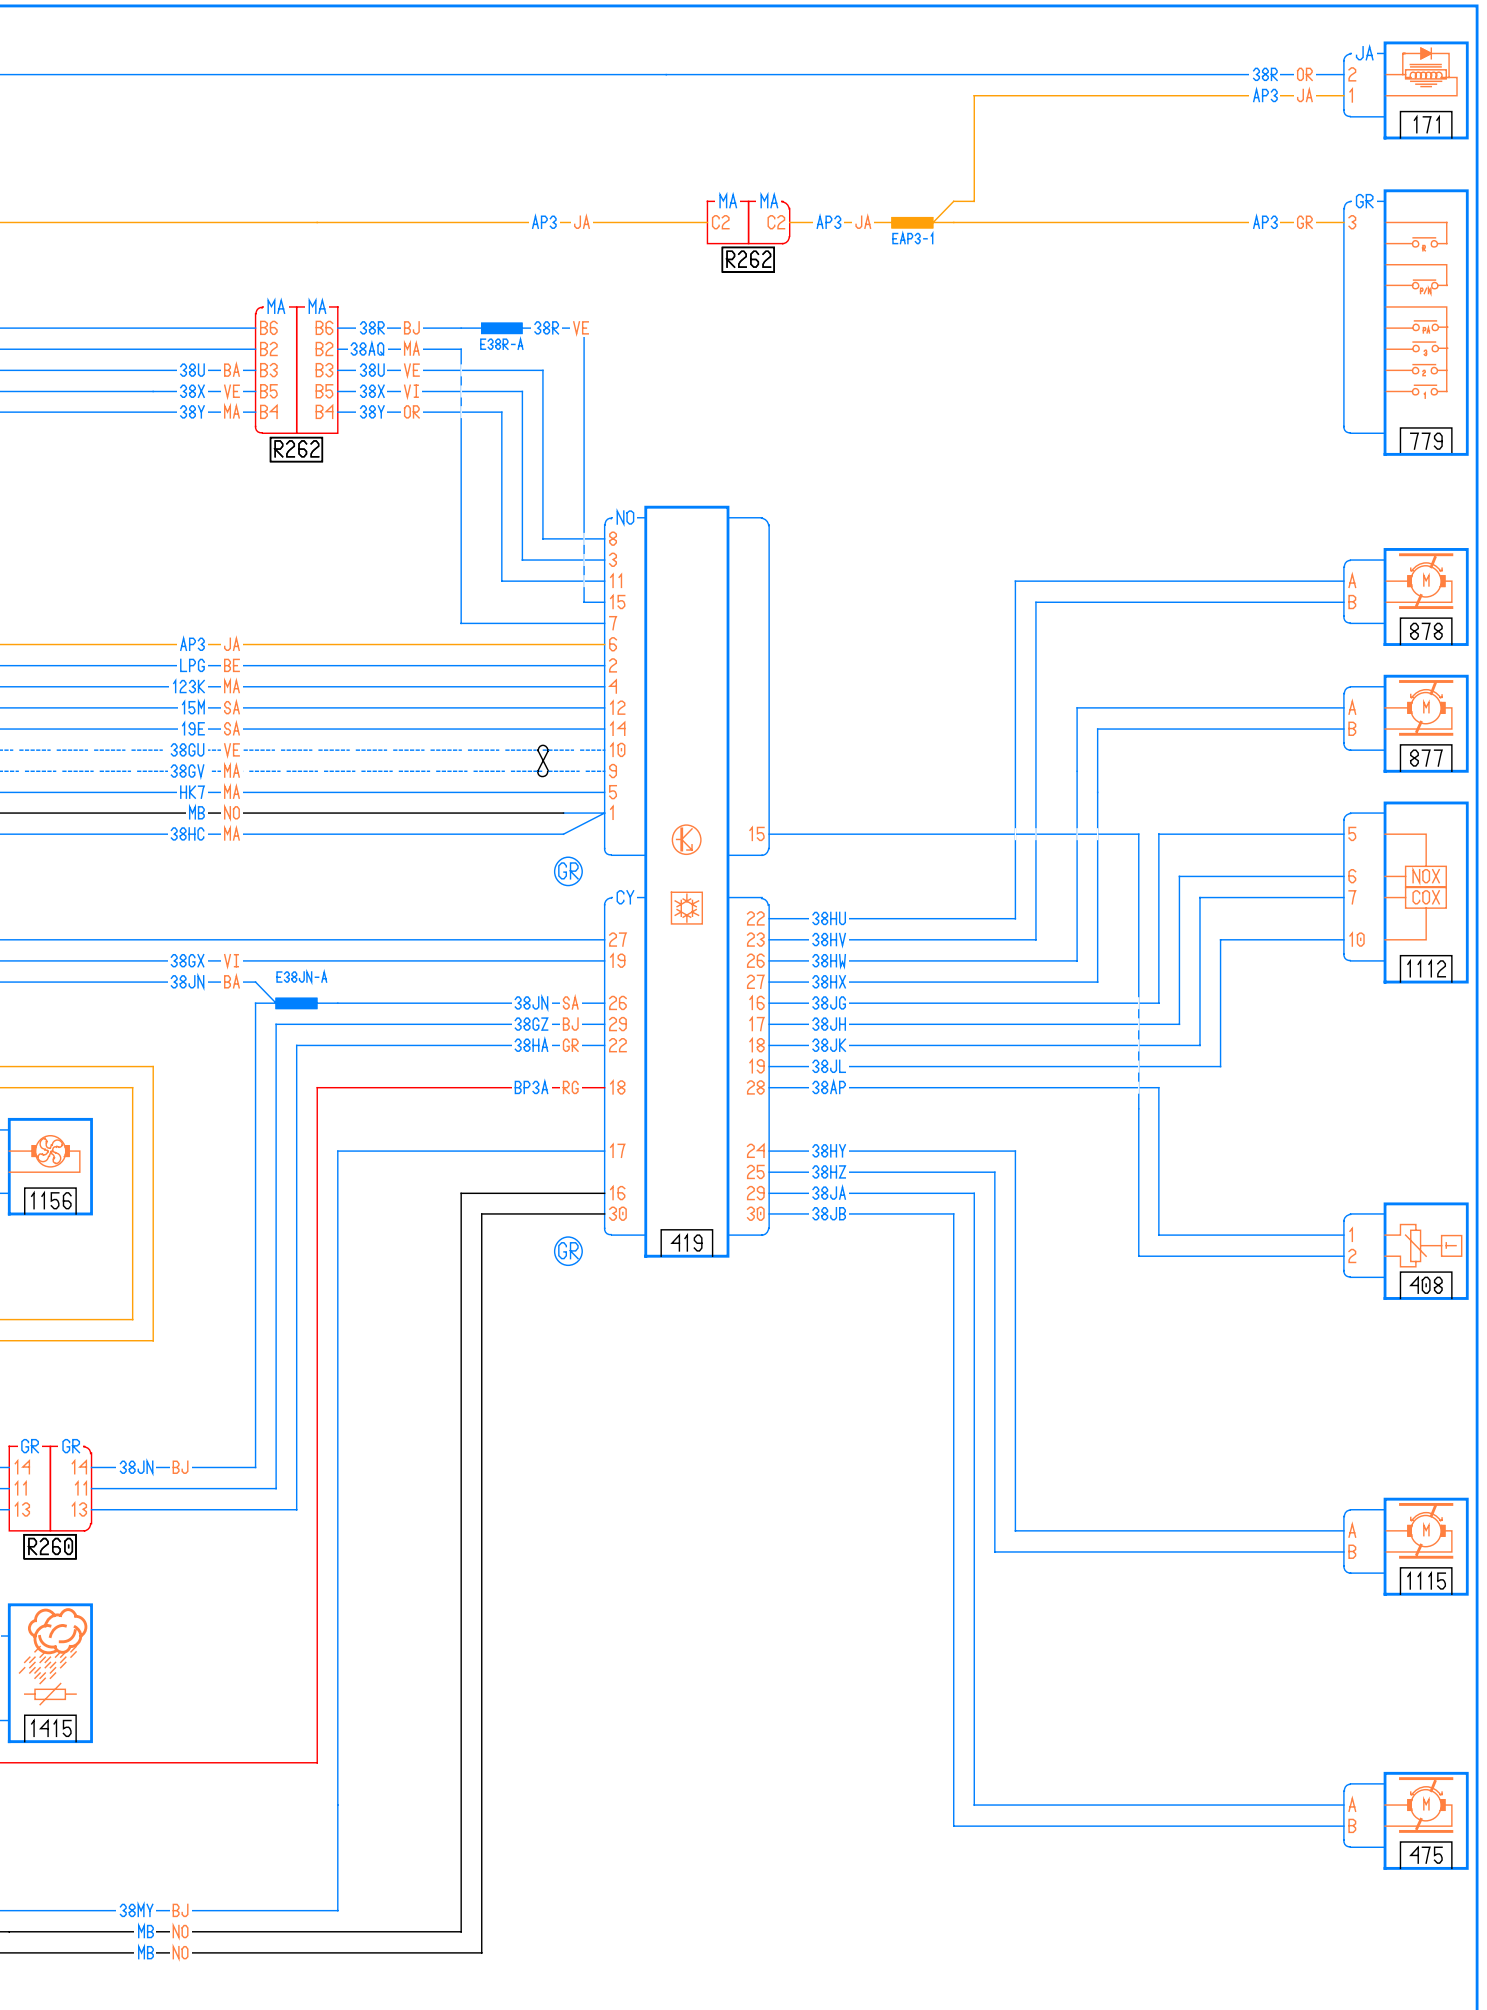 JA
38R OR 2
AP3 JA 1
171
MA MA GR
AP3 JA C2 C2 AP3 JA AP3 GR 3
EAP3-1
R262
R
P/N
PA
3
2
1
779
MA MA
B6 B6 38R BJ 38R VE
E38R-A
B2 B2 38AQ MA
38U BA B3 B3 38U VE
38X VE B5 B5 38X VI
38Y MA B4 B4 38Y OR
R262
NO
8
3
11
15
7
AP3 JA 6
LPG BE 2
123K MA 4
15M SA 12
19E SA 14
38GU VE 10
38GV MA 9
HK7 MA 5
MB NO 1
38HC MA 15
GR
A M
B
878
A M
B
877
5
6 NOX
7 COX
10
1112
CY
22 38HU
27 23 38HV
38GX VI 19 26 38HW
38JN BA 27 38HX
E38JN-A
38JN SA 26 16 38JG
38GZ BJ 29 17 38JH
38HA GR 22 18 38JK
19 38JL
BP3A RG 18 28 38AP
17 24 38HY
25 38HZ
16 29 38JA
30 30 38JB
419
GR
1156
1
2
T
408
GR GR
14 14 38JN BJ
11 11
13 13
R260
A M
B
1115
1415
A M
B
475
38MY BJ
MB NO
MB NO